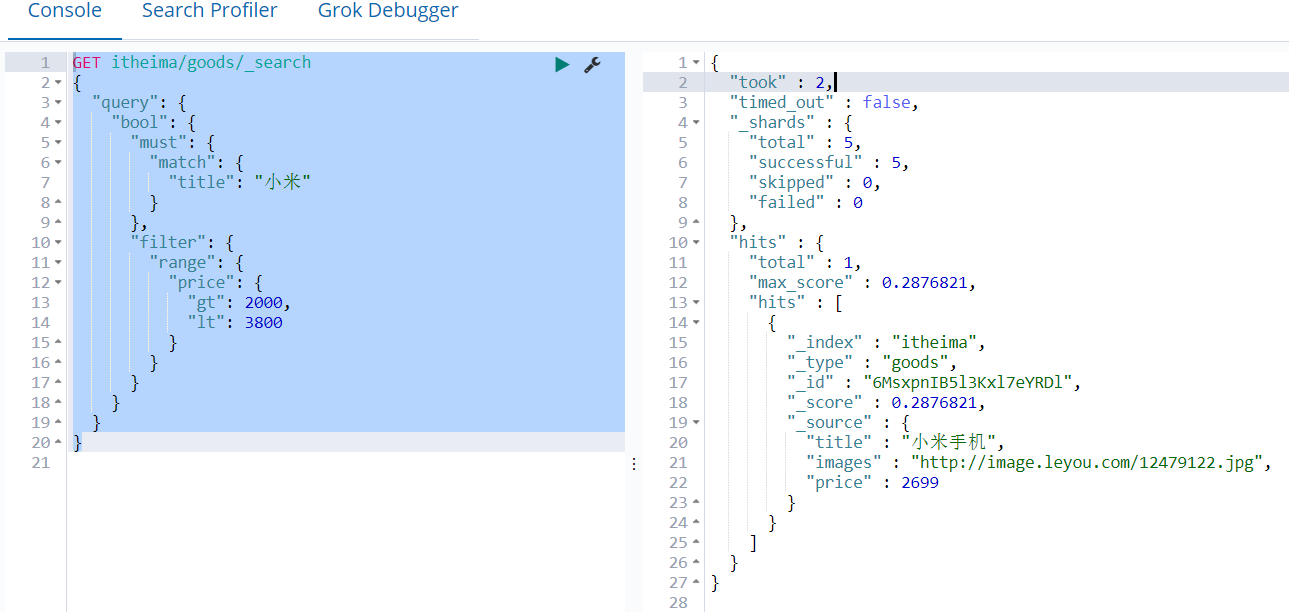 Console Search Profiler Grok Debugger
1 GET itheima/goods/_search
2 {
3 "query": {
4 "bool": {
5 "must": {
6 "match": {
7 "title": "小米"
8 }
9 },
10 "filter": {
11 "range": {
12 "price": {
13 "gt": 2000,
14 "lt": 3800
15 }
16 }
17 }
18 }
19 }
20 }
21
1 {
2 "took" : 2,
3 "timed_out" : false,
4 "_shards" : {
5 "total" : 5,
6 "successful" : 5,
7 "skipped" : 0,
8 "failed" : 0
9 },
10 "hits" : {
11 "total" : 1,
12 "max_score" : 0.2876821,
13 "hits" : [
14 {
15 "_index" : "itheima",
16 "_type" : "goods",
17 "_id" : "6MsxpnIB5l3Kxl7eYRDl",
18 "_score" : 0.2876821,
19 "_source" : {
20 "title" : "小米手机",
21 "images" : "http://image.leyou.com/12479122.jpg",
22 "price" : 2699
23 }
24 }
25 ]
26 }
27 }
28